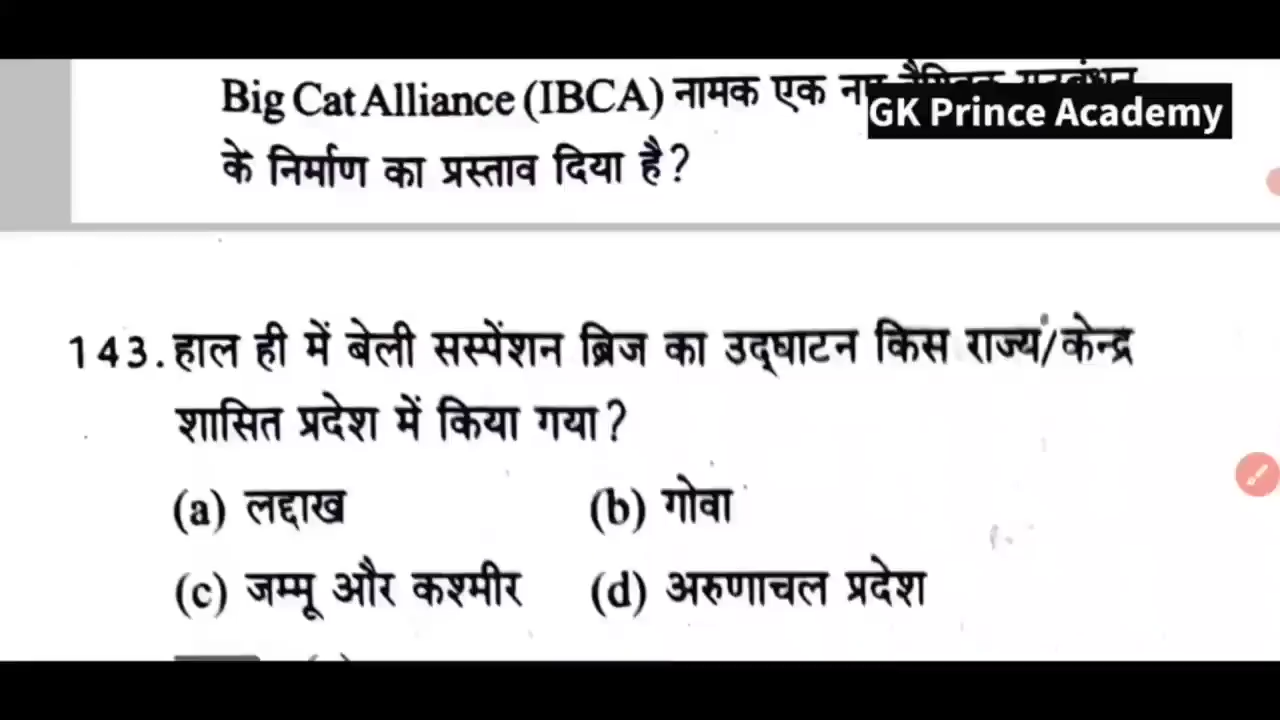 Big Cat Alliance (IBCA) नामक एक
GK Prince Academy
के निर्माण का प्रस्ताव दिया है?
143. हाल ही में बेली सस्पेंशन ब्रिज का उद्घाटन किस राज्य/केन्द्र
शासित प्रदेश में किया गया?
(a) लद्दाख (b) गोवा
(c) जम्मू और कश्मीर (d) अरुणाचल प्रदेश